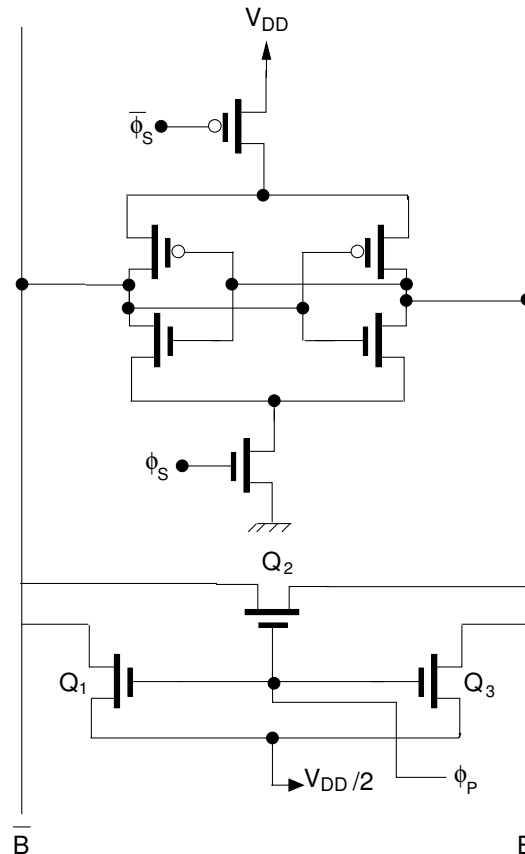 V_DD
ϕ̅_S
ϕ_S
Q_2
Q_1
Q_3
V_DD/2
ϕ_P
B̅